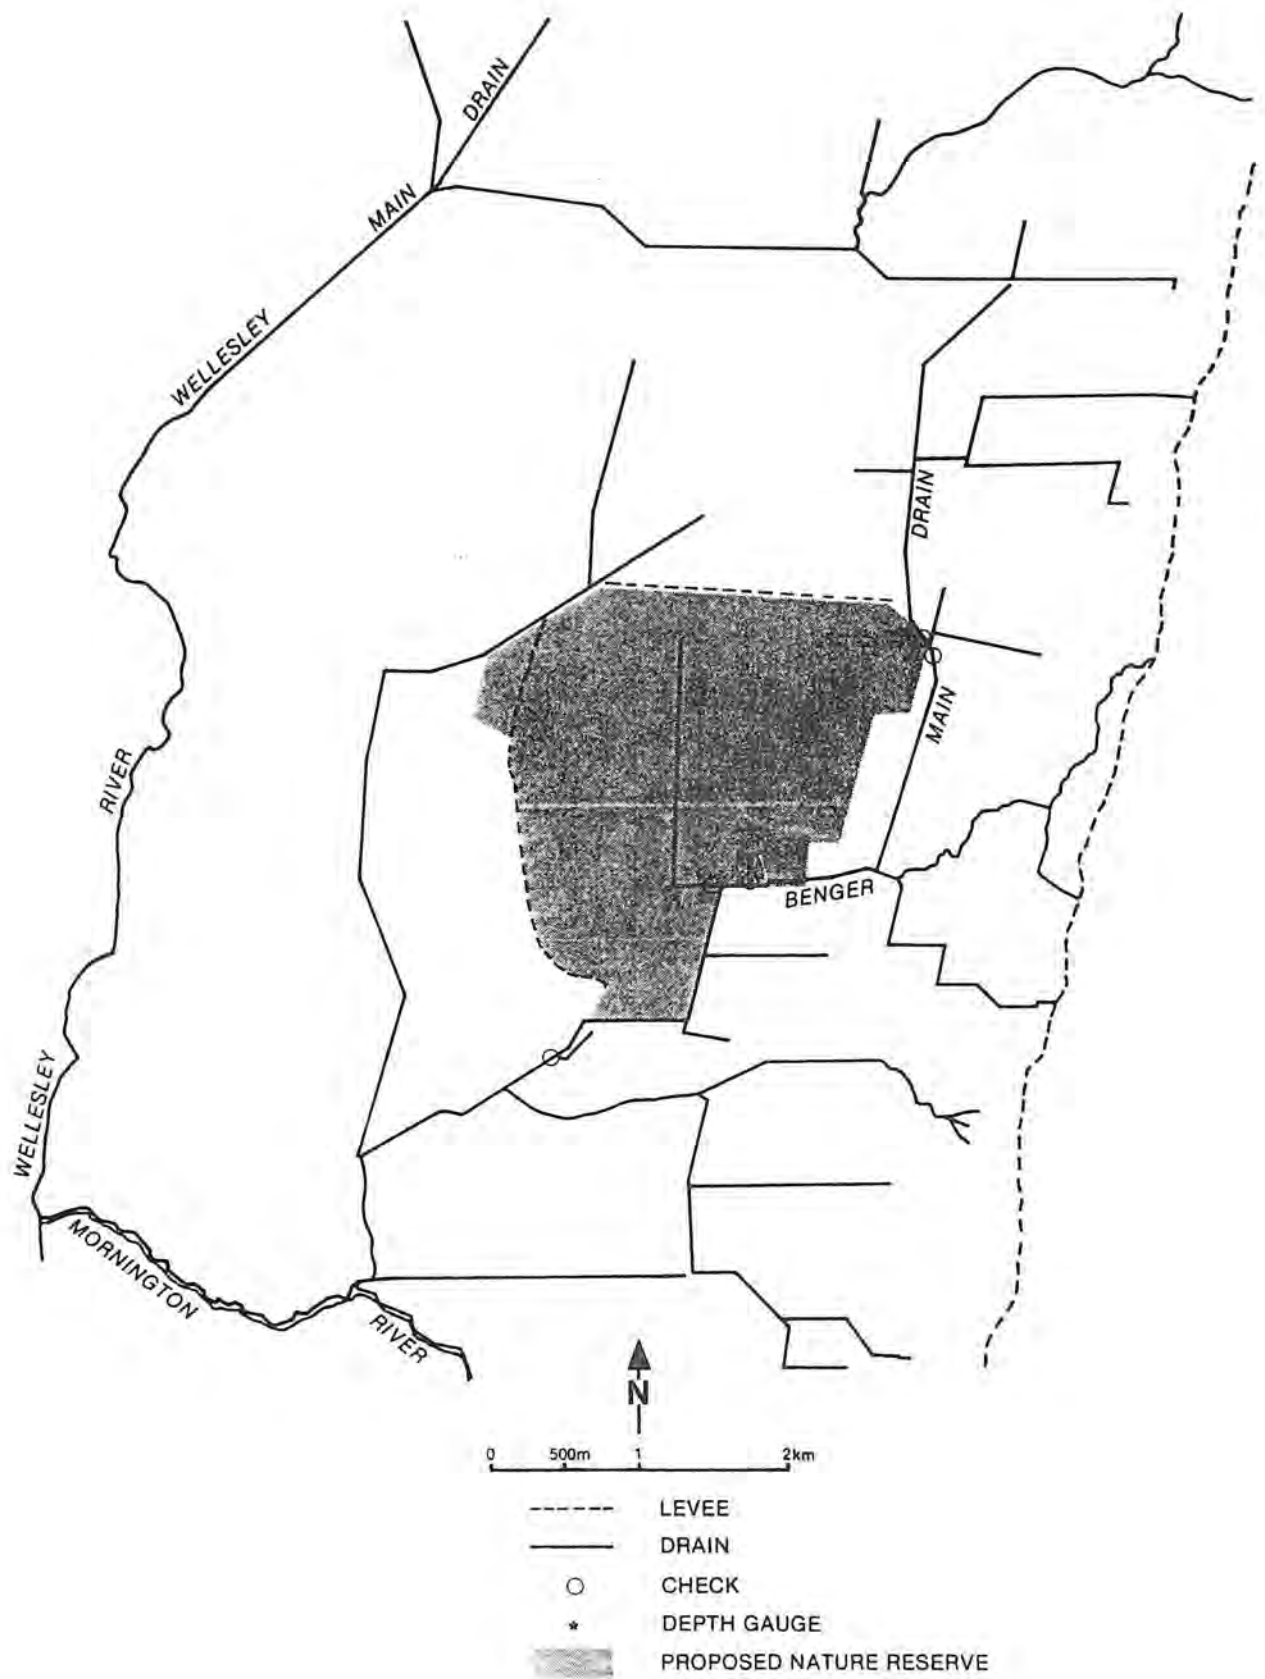 DRAIN
MAIN
WELLESLEY
DRAIN
MAIN
RIVER
BENGER
WELLESLEY
MORNINGTON
RIVER
N
0 500m 1 2km
LEVEE
DRAIN
CHECK
DEPTH GAUGE
PROPOSED NATURE RESERVE